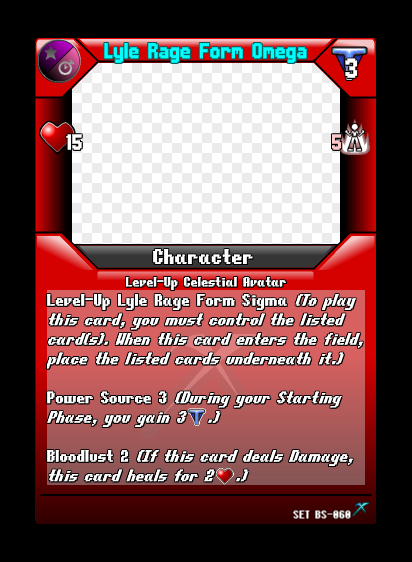 Lyle Rage Form Omega
3
15
5
Character
Level-Up Celestial Avatar
Level-Up Lyle Rage Form Sigma (To play
this card, you must control the listed
card(s). When this card enters the field,
place the listed cards underneath it.)
Power Source 3 (During your Starting
Phase, you gain 3 .)
Bloodlust 2 (If this card deals Damage,
this card heals for 2 .)
SET BS-060